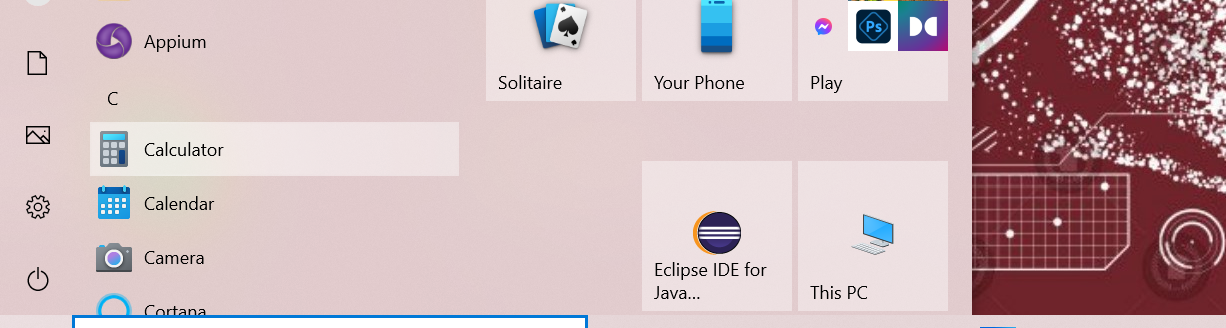 Appium
C
Calculator
Calendar
Camera
Cortana
Solitaire
Your Phone
Ps
Play
Eclipse IDE for
Java...
This PC